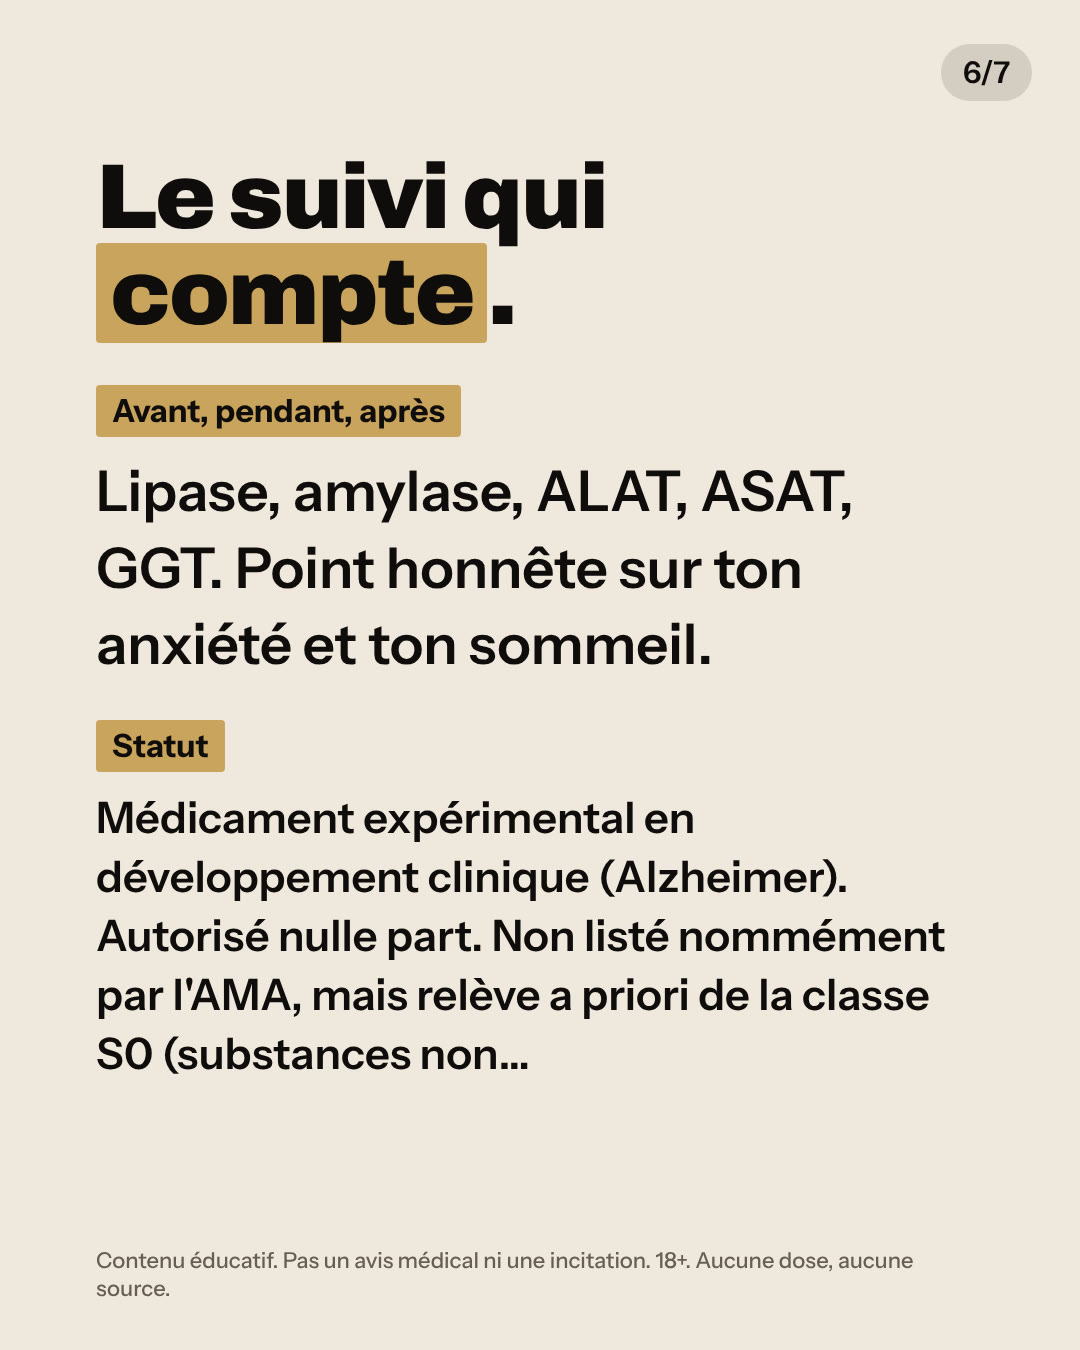 6/7
Le suivi qui
compte.
Avant, pendant, après
Lipase, amylase, ALAT, ASAT,
GGT. Point honnête sur ton
anxiété et ton sommeil.
Statut
Médicament expérimental en
développement clinique (Alzheimer).
Autorisé nulle part. Non listé nommément
par l'AMA, mais relève a priori de la classe
S0 (substances non...
Contenu éducatif. Pas un avis médical ni une incitation. 18+. Aucune dose, aucune
source.